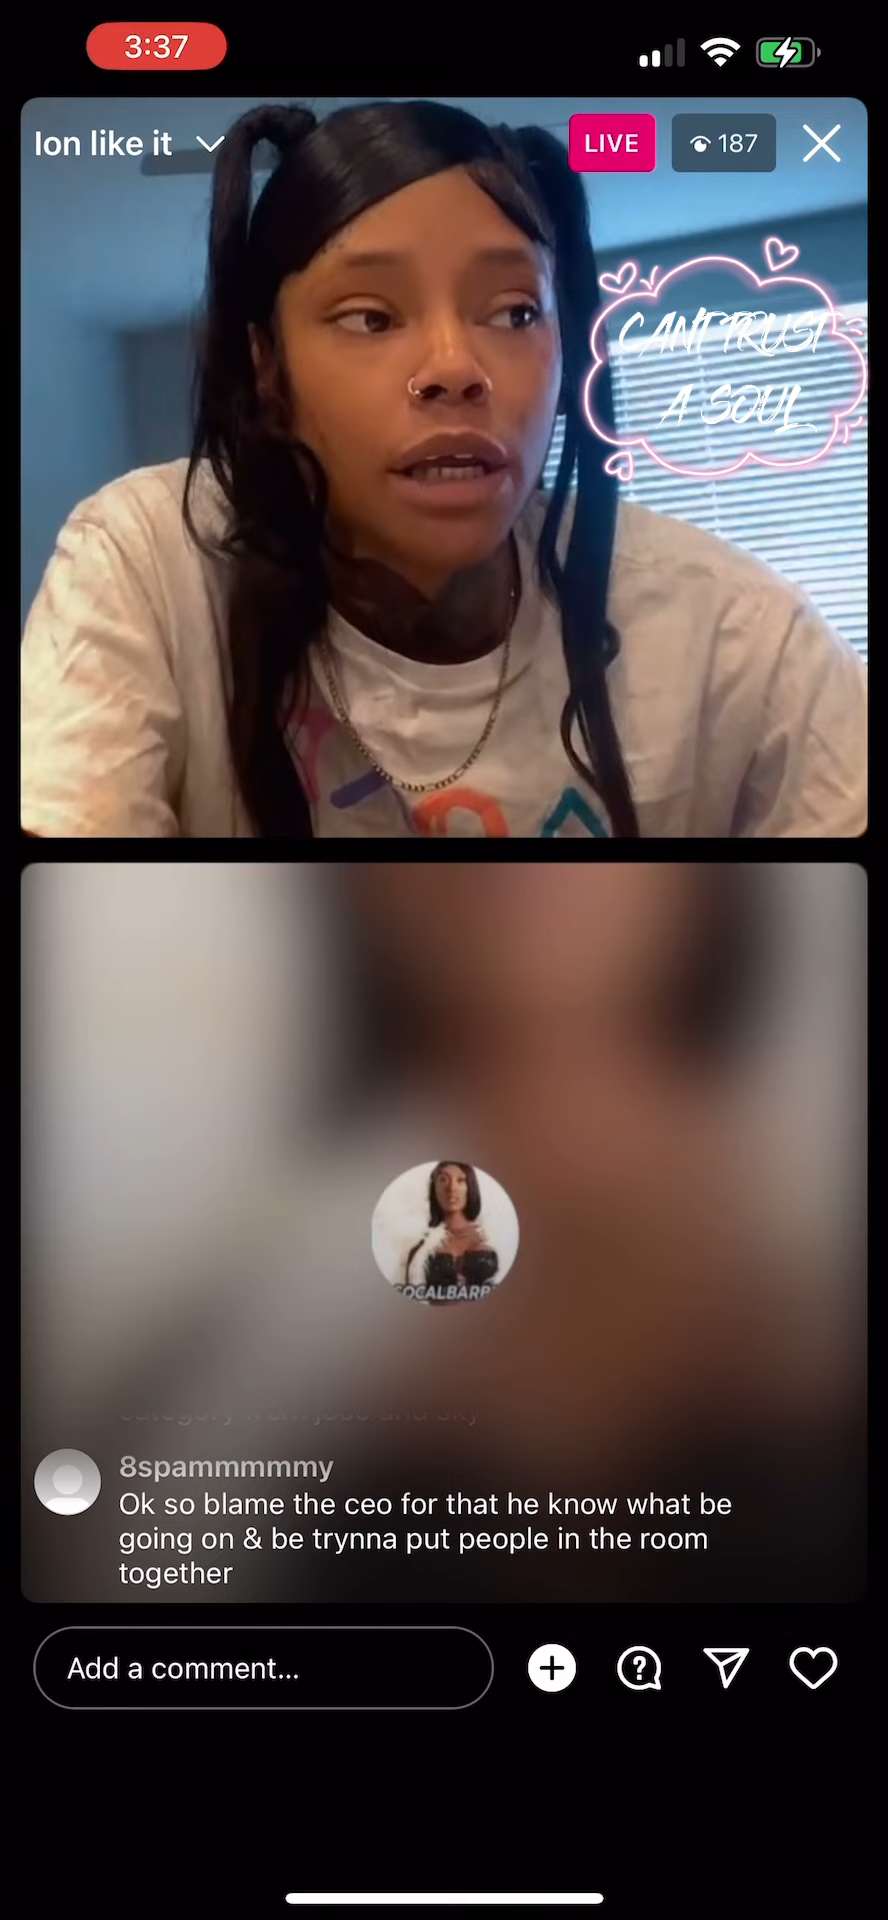 3:37
Ion like it
LIVE
187
CANT TRUST
A SOUL
OCALBARB
8spammmmmy
Ok so blame the ceo for that he know what be
going on & be trynna put people in the room
together
Add a comment...